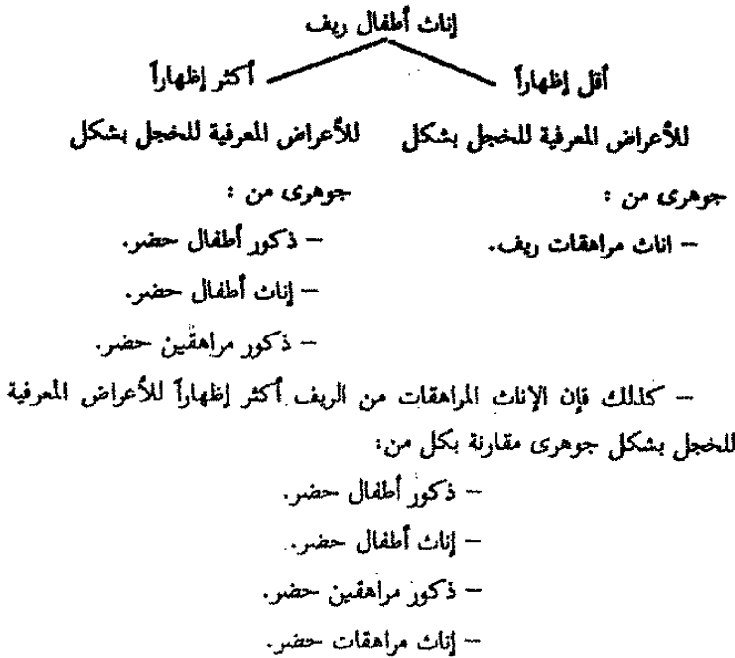 إناث أطفال ريف
أقل إظهاراً
أكثر إظهاراً
للأعراض المعرفية للخجل بشكل
للأعراض المعرفية للخجل بشكل
جوهرى من :
جوهرى من :
– اناث مراهقات ريف.
– ذكور أطفال حضر.
– إناث أطفال حضر.
– ذكور مراهقين حضر.
– كذلك فإن الإناث المراهقات من الريف أكثر إظهاراً للأعراض المعرفية
للخجل بشكل جوهرى مقارنة بكل من:
– ذكور أطفال حضر.
– إناث أطفال حضر.
– ذكور مراهقين حضر.
– إناث مراهقات حضر.